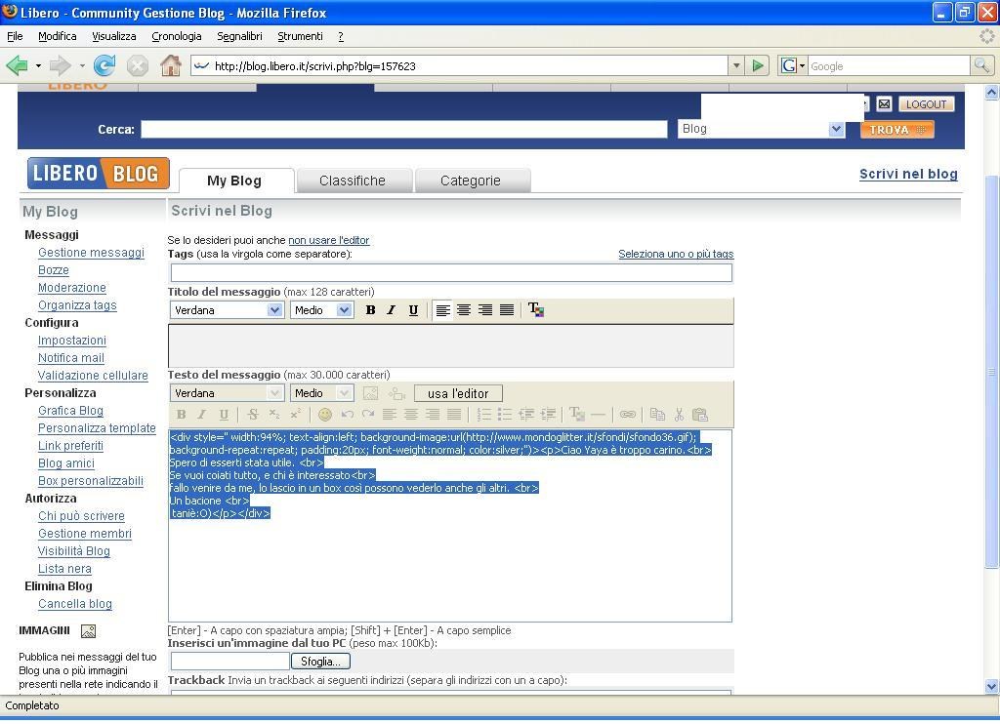 Libero - Community Gestione Blog - Mozilla Firefox
File Modifica Visualizza Cronologia Segnalibri Strumenti ?
http://blog.libero.it/scrivi.php?blg=157623
G Google
LIBERO
LOGOUT
Cerca: Blog TROVA
LIBERO BLOG My Blog Classifiche Categorie Scrivi nel blog
My Blog
Messaggi
Gestione messaggi
Bozze
Moderazione
Organizza tags
Configura
Impostazioni
Notifica mail
Validazione cellulare
Personalizza
Grafica Blog
Personalizza template
Link preferiti
Blog amici
Box personalizzabili
Autorizza
Chi può scrivere
Gestione membri
Visibilità Blog
Lista nera
Elimina Blog
Cancella blog
IMMAGINI
Pubblica nei messaggi del tuo
Blog una o più immagini
presenti nella rete indicando il
Scrivi nel Blog
Se lo desideri puoi anche non usare l'editor
Tags (usa la virgola come separatore): Seleziona uno o più tags
Titolo del messaggio (max 128 caratteri)
Verdana Medio B I U
Testo del messaggio (max 30.000 caratteri)
Verdana Medio usa l'editor
B I U S x₂ x²
<div style=" width:94%; text-align:left; background-image:url(http://www.mondoglitter.it/sfondi/sfondo36.gif);
background-repeat:repeat; padding:20px; font-weight:normal; color:silver;")><p>Ciao Yaya è troppo carino. <br>
Spero di esserti stata utile. <br>
Se vuoi coiati tutto, e chi è interessato<br>
fallo venire da me, lo lascio in un box così possono vederlo anche gli altri. <br>
Un bacione <br>
taniè:O)</p></div>
[Enter] - A capo con spaziatura ampia; [Shift] + [Enter] - A capo semplice
Inserisci un'immagine dal tuo PC (peso max 100Kb):
Sfoglia...
Trackback Invia un trackback ai seguenti indirizzi (separa gli indirizzi con un a capo):
Completato